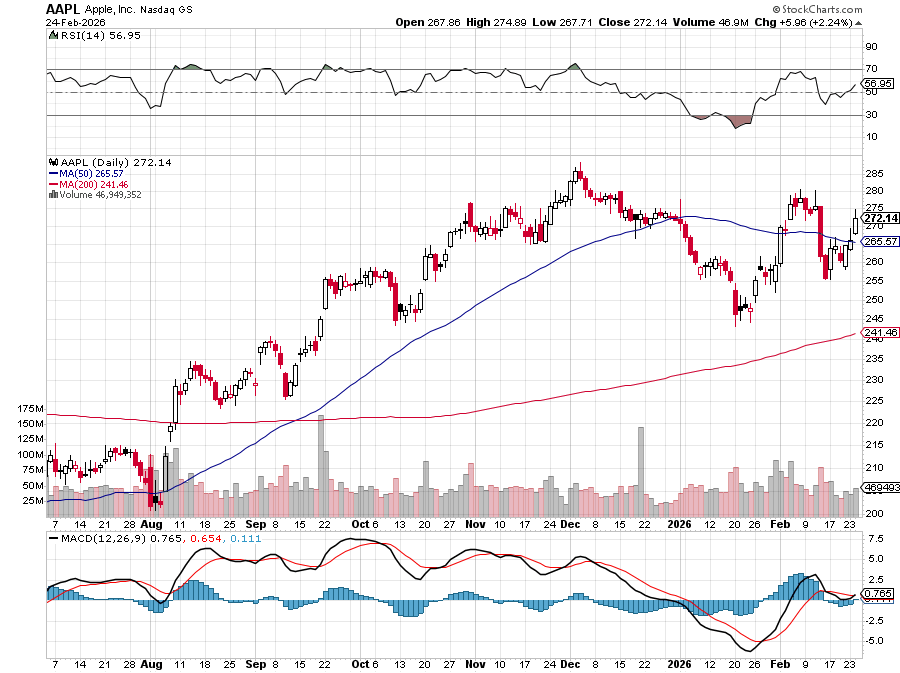 AAPL Apple, Inc. Nasdaq GS © StockCharts.com
24-Feb-2026 Open 267.86 High 274.89 Low 267.71 Close 272.14 Volume 46.9M Chg +5.96 (+2.24%)
RSI(14) 56.95
90
70
56.95
50
30
10
AAPL (Daily) 272.14
MA(50) 265.57
MA(200) 241.46
Volume 46,949,352
285
280
275
272.14
270
265.57
260
255
250
245
241.46
240
235
230
225
220
215
210
469493
200
175M
150M
125M
100M
75M
50M
25M
7 14 21 28 Aug 11 18 25 Sep 8 15 22 Oct 6 13 20 27 Nov 10 17 24 Dec 8 15 22 2026 12 20 26 Feb 9 17 23
MACD(12,26,9) 0.765, 0.654, 0.111
7.5
5.0
2.5
0.765
-2.5
-5.0
7 14 21 28 Aug 11 18 25 Sep 8 15 22 Oct 6 13 20 27 Nov 10 17 24 Dec 8 15 22 2026 12 20 26 Feb 9 17 23